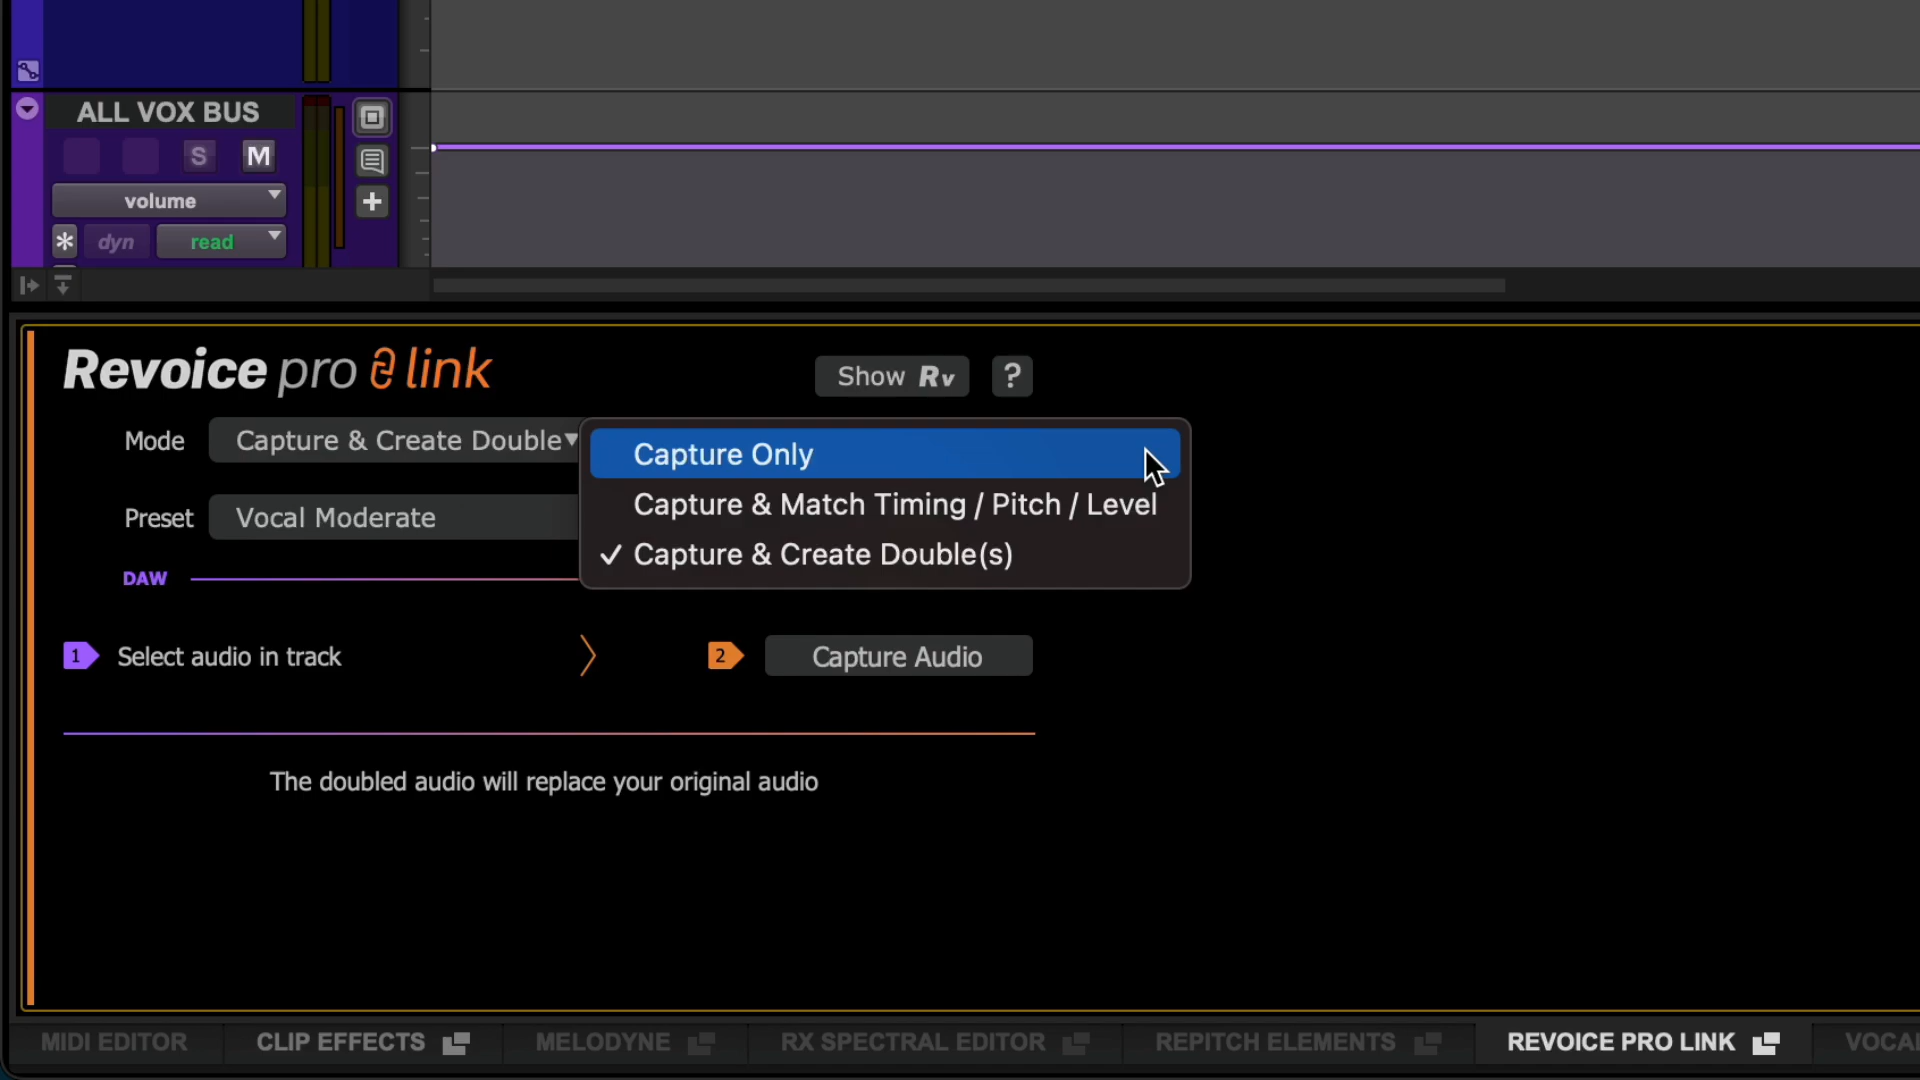 ALL VOX BUS
S M
volume
* dyn read
Revoice pro link
Show Rv ?
Mode Capture & Create Double
Capture Only
Capture & Match Timing / Pitch / Level
✓ Capture & Create Double(s)
Preset Vocal Moderate
DAW
1 Select audio in track
2 Capture Audio
The doubled audio will replace your original audio
MIDI EDITOR CLIP EFFECTS MELODYNE RX SPECTRAL EDITOR REPITCH ELEMENTS REVOICE PRO LINK